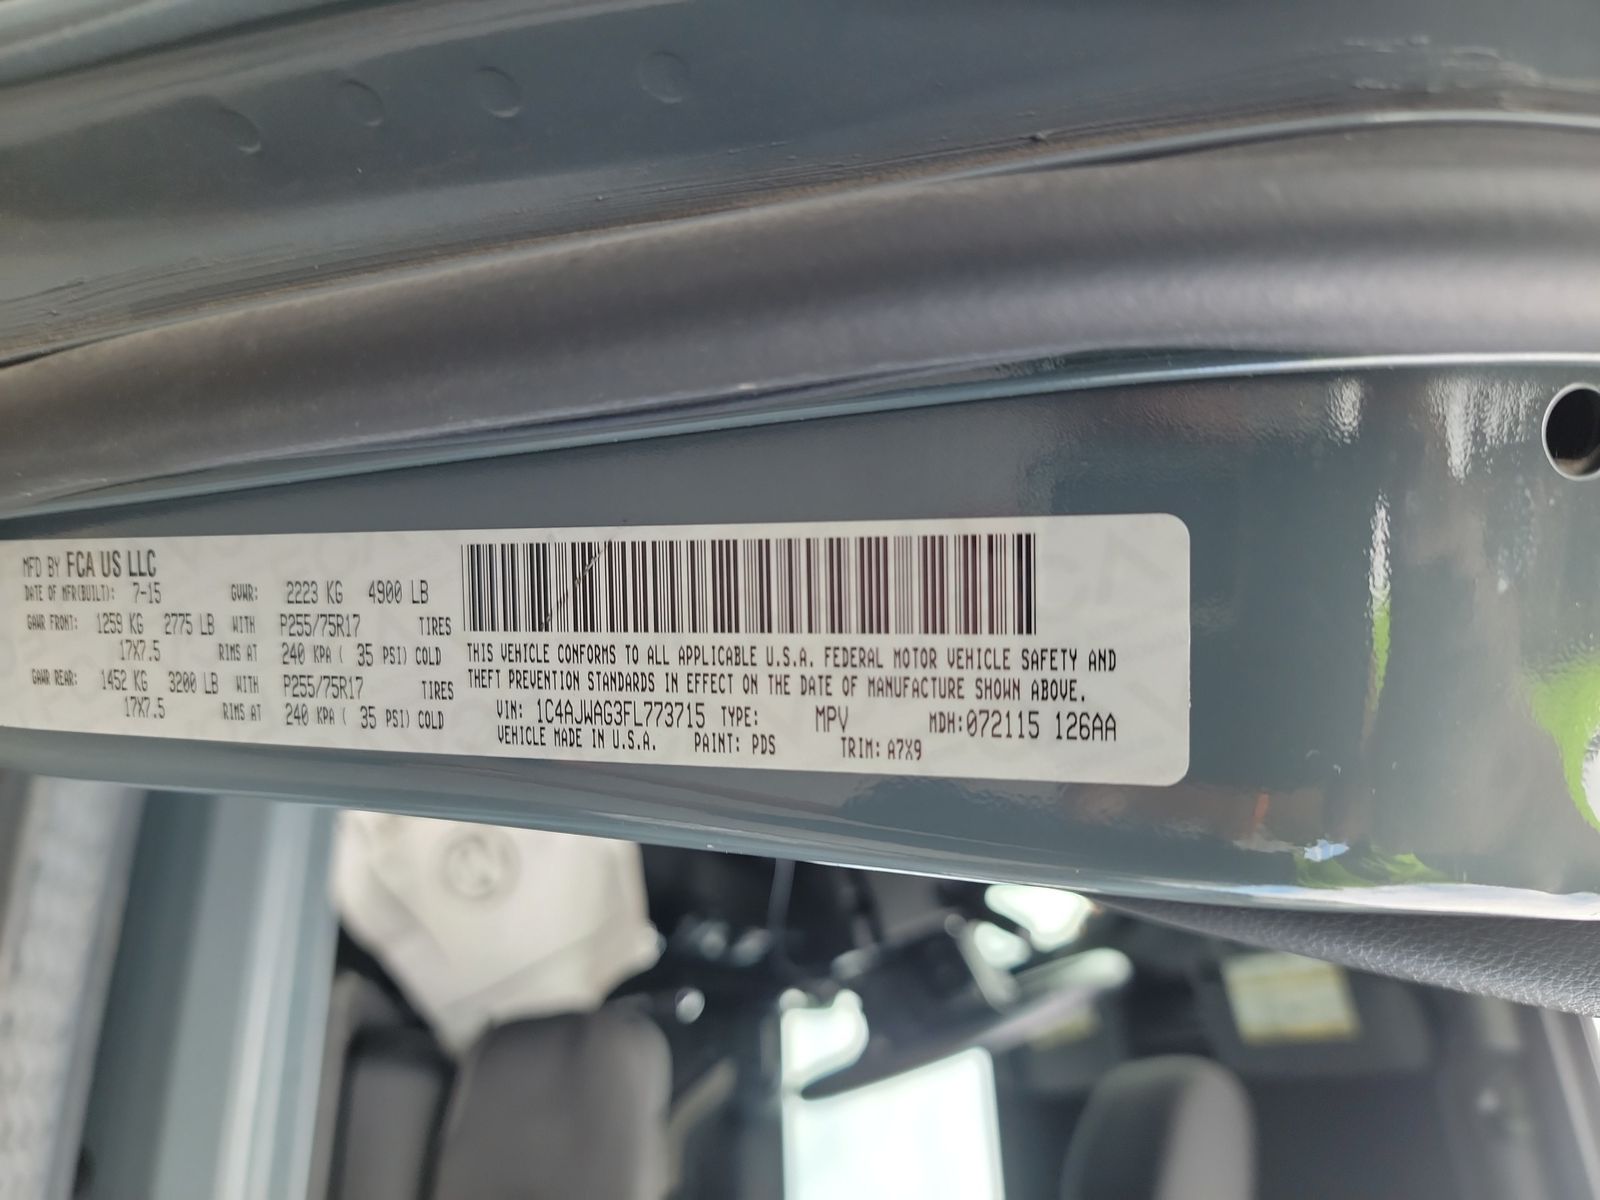 MFD BY FCA US LLC
DATE OF MFR(BUILT): 7-15 GVWR: 2223 KG 4900 LB
GAWR FRONT: 1259 KG 2775 LB WITH P255/75R17 TIRES
17X7.5 RIMS AT 240 KPA ( 35 PSI) COLD
GAWR REAR: 1452 KG 3200 LB WITH P255/75R17 TIRES
17X7.5 RIMS AT 240 KPA ( 35 PSI) COLD
THIS VEHICLE CONFORMS TO ALL APPLICABLE U.S.A. FEDERAL MOTOR VEHICLE SAFETY AND
THEFT PREVENTION STANDARDS IN EFFECT ON THE DATE OF MANUFACTURE SHOWN ABOVE.
VIN: 1C4AJWAG3FL773715 TYPE: MPV MDH:072115 126AA
VEHICLE MADE IN U.S.A. PAINT: PDS TRIM: A7X9